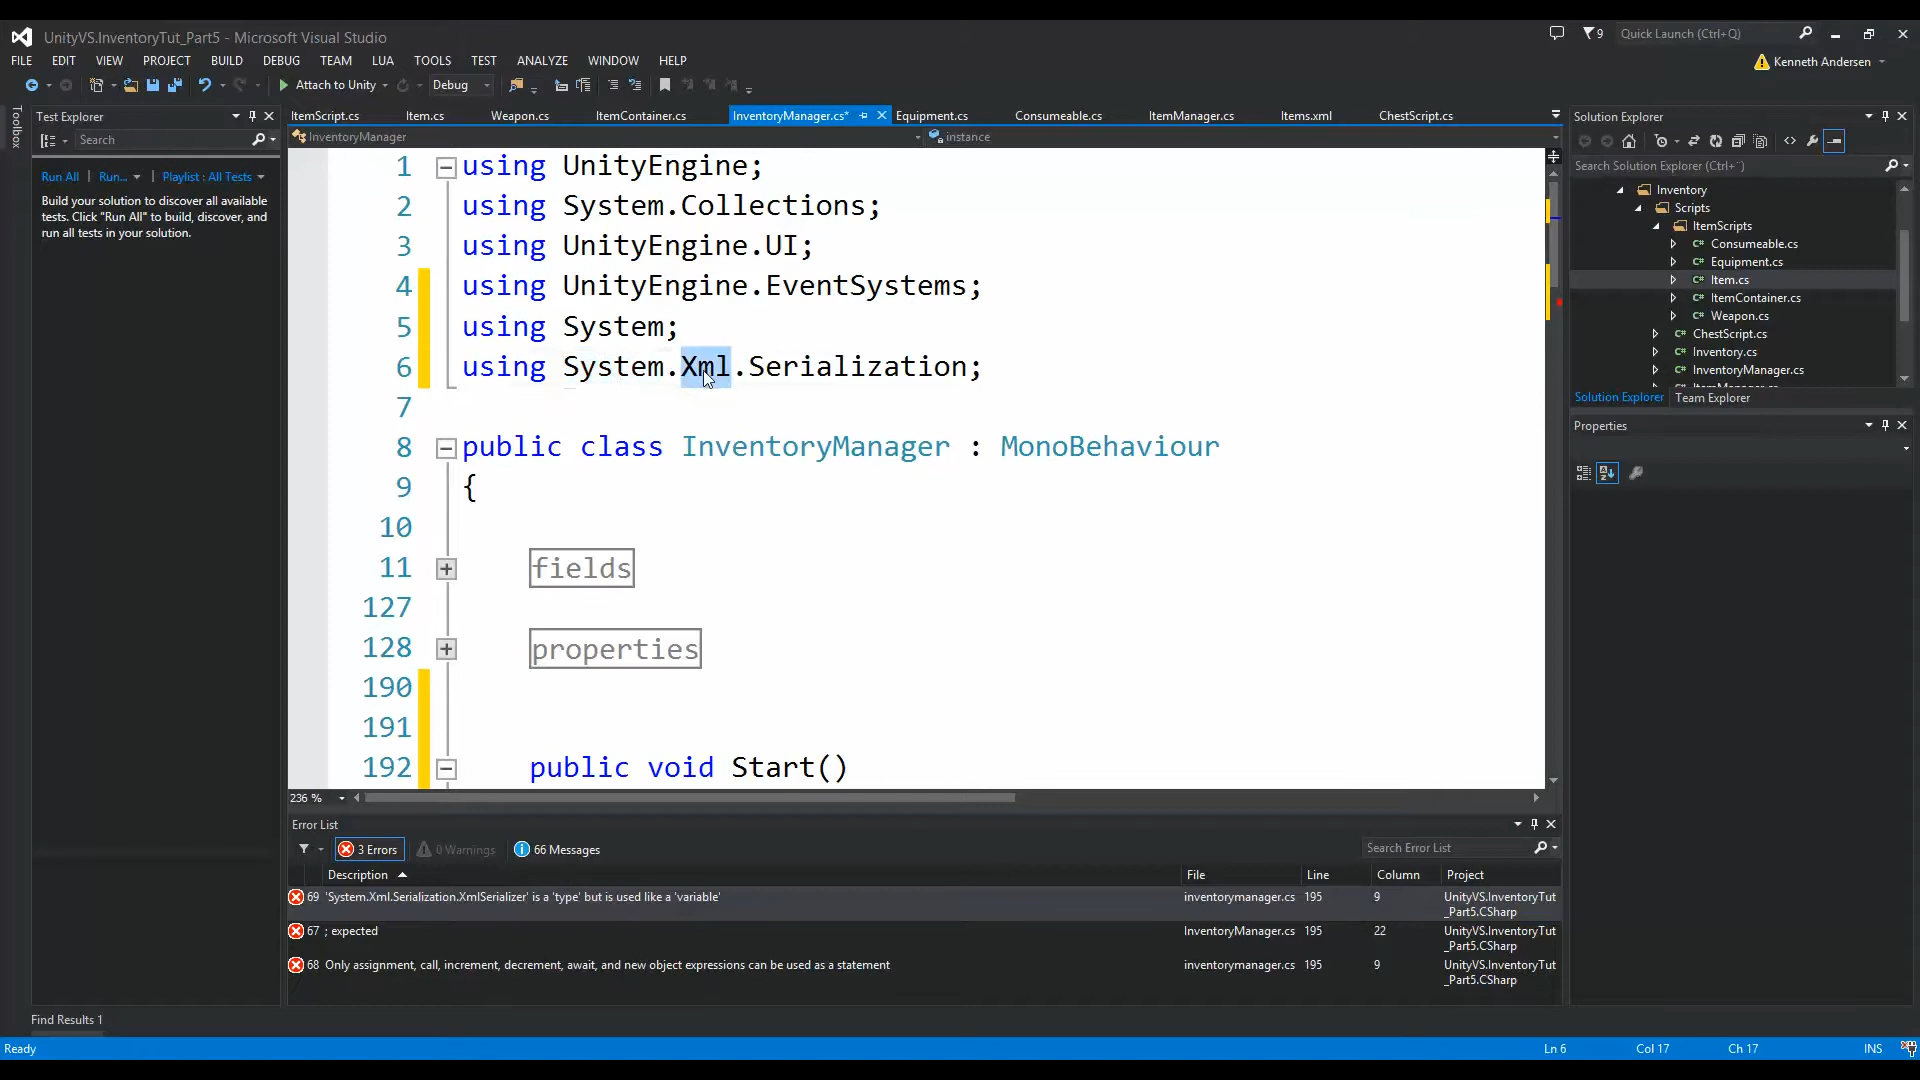 UnityVS.InventoryTut_Part5 - Microsoft Visual Studio
9
Quick Launch (Ctrl+Q)
FILE EDIT VIEW PROJECT BUILD DEBUG TEAM LUA TOOLS TEST ANALYZE WINDOW HELP
Kenneth Andersen
Attach to Unity
Debug
Toolbox
Test Explorer
Search
Run All
Run...
Playlist : All Tests
Build your solution to discover all available
tests. Click "Run All" to build, discover, and
run all tests in your solution.
ItemScript.cs Item.cs Weapon.cs ItemContainer.cs InventoryManager.cs* Equipment.cs Consumeable.cs ItemManager.cs Items.xml ChestScript.cs
InventoryManager
instance
1 using UnityEngine;
2 using System.Collections;
3 using UnityEngine.UI;
4 using UnityEngine.EventSystems;
5 using System;
6 using System.Xml.Serialization;
7
8 public class InventoryManager : MonoBehaviour
9 {
10
11 fields
127
128 properties
190
191
192 public void Start()
236 %
Solution Explorer
Search Solution Explorer (Ctrl+¨)
Inventory
Scripts
ItemScripts
C# Consumeable.cs
C# Equipment.cs
C# Item.cs
C# ItemContainer.cs
C# Weapon.cs
C# ChestScript.cs
C# Inventory.cs
C# InventoryManager.cs
C# ItemManager.cs
Solution Explorer Team Explorer
Properties
Error List
3 Errors
0 Warnings
66 Messages
Search Error List
Description File Line Column Project
69 'System.Xml.Serialization.XmlSerializer' is a 'type' but is used like a 'variable' inventorymanager.cs 195 9 UnityVS.InventoryTut
_Part5.CSharp
67 ; expected InventoryManager.cs 195 22 UnityVS.InventoryTut
_Part5.CSharp
68 Only assignment, call, increment, decrement, await, and new object expressions can be used as a statement inventorymanager.cs 195 9 UnityVS.InventoryTut
_Part5.CSharp
Find Results 1
Ready
Ln 6 Col 17 Ch 17 INS